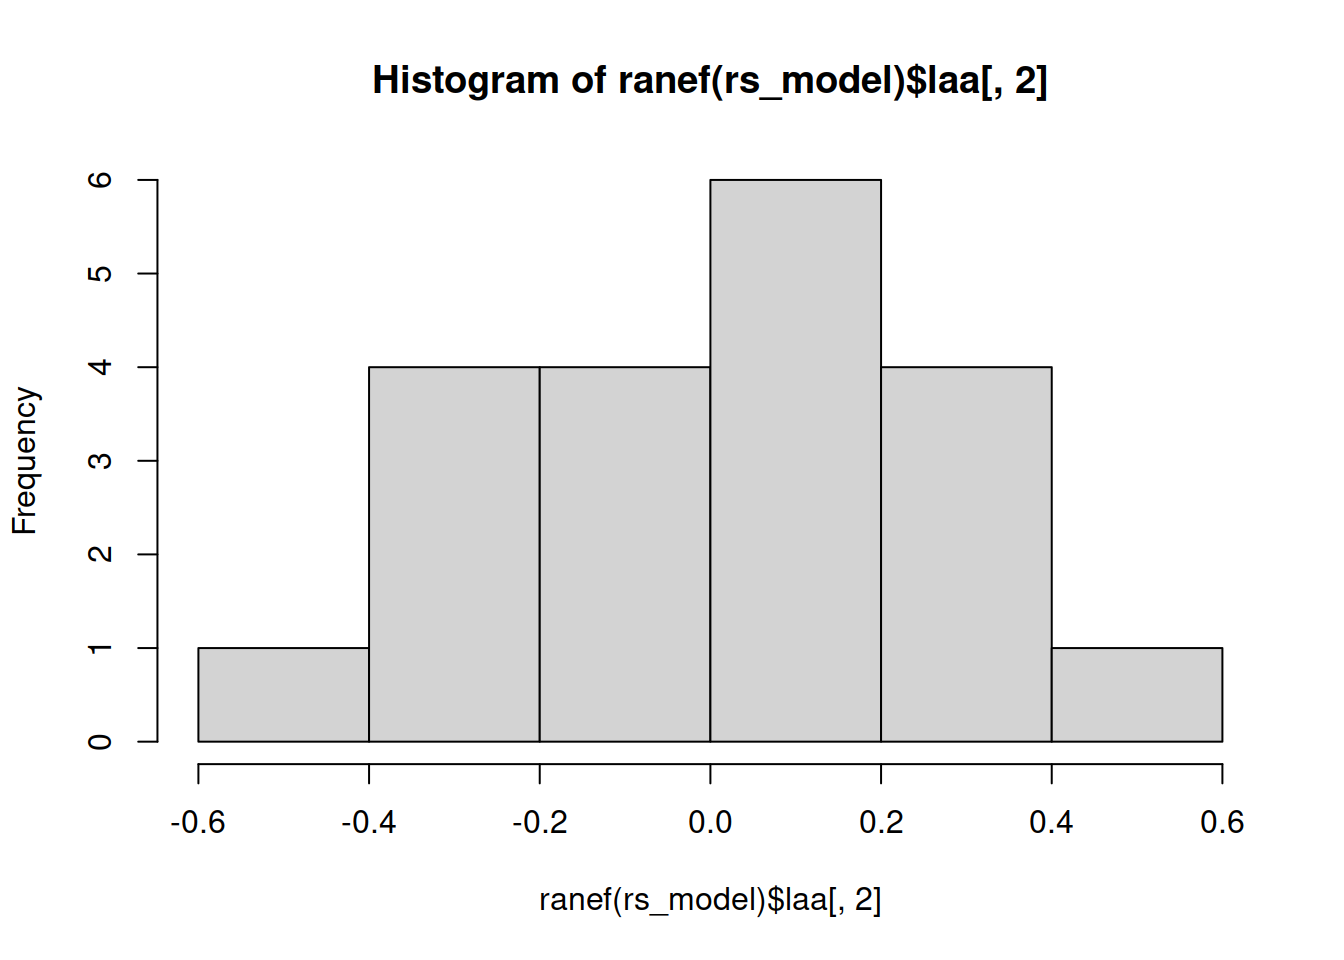 Histogram of ranef(rs_model)$laa[, 2]
Frequency
6
5
4
3
2
1
0
-0.6 -0.4 -0.2 0.0 0.2 0.4 0.6
ranef(rs_model)$laa[, 2]